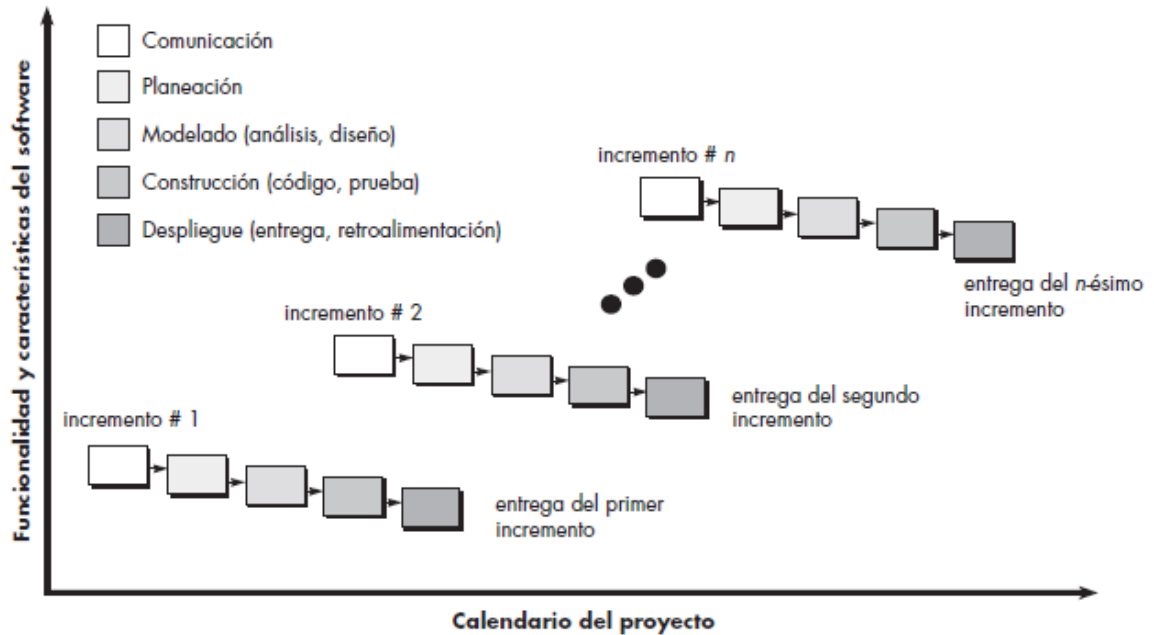 Funcionalidad y características del software
Comunicación
Planeación
Modelado (análisis, diseño)
Construcción (código, prueba)
Despliegue (entrega, retroalimentación)
incremento # n
entrega del n-ésimo
incremento
incremento # 2
entrega del segundo
incremento
incremento # 1
entrega del primer
incremento
Calendario del proyecto